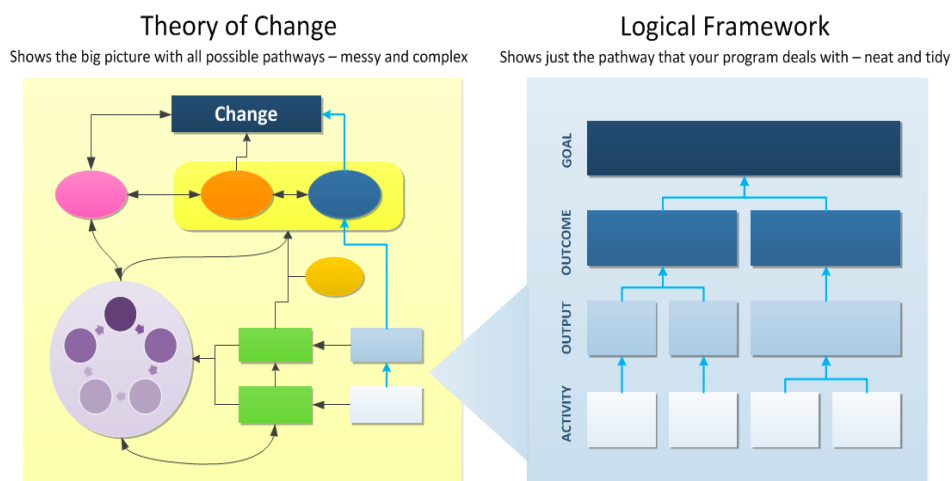 Theory of Change
Shows the big picture with all possible pathways – messy and complex
Change
Logical Framework
Shows just the pathway that your program deals with – neat and tidy
GOAL
OUTCOME
OUTPUT
ACTIVITY